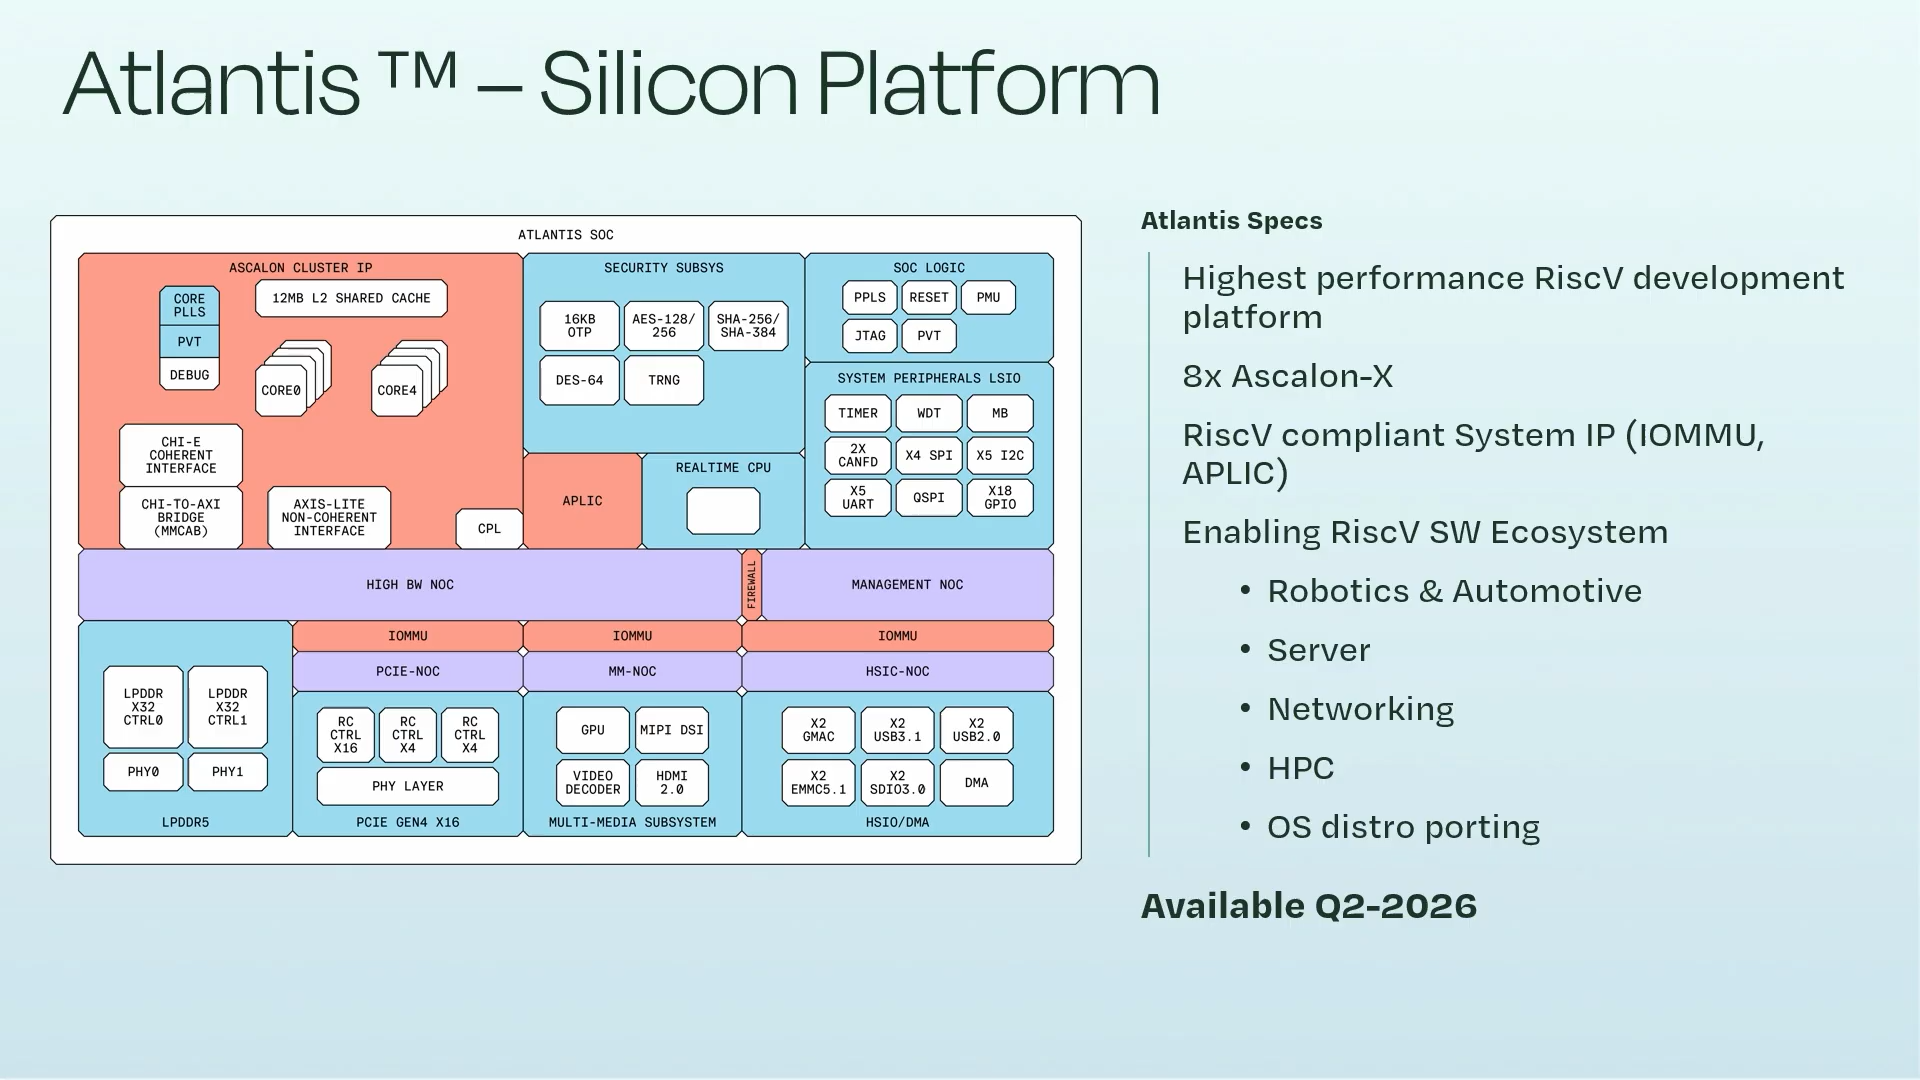 Atlantis ™ – Silicon Platform
ATLANTIS SOC
ASCALON CLUSTER IP
CORE
PLLS
PVT
DEBUG
12MB L2 SHARED CACHE
CORE0
CORE4
CHI-E
COHERENT
INTERFACE
CHI-TO-AXI
BRIDGE
(MMCAB)
AXIS-LITE
NON-COHERENT
INTERFACE
CPL
SECURITY SUBSYS
16KB
OTP
AES-128/
256
SHA-256/
SHA-384
DES-64
TRNG
APLIC
REALTIME CPU
SOC LOGIC
PPLS
RESET
PMU
JTAG
PVT
SYSTEM PERIPHERALS LSIO
TIMER
WDT
MB
2X
CANFD
X4 SPI
X5 I2C
X5
UART
QSPI
X18
GPIO
HIGH BW NOC
FIREWALL
MANAGEMENT NOC
LPDDR
X32
CTRL0
LPDDR
X32
CTRL1
PHY0
PHY1
LPDDR5
IOMMU
PCIE-NOC
RC
CTRL
X16
RC
CTRL
X4
RC
CTRL
X4
PHY LAYER
PCIE GEN4 X16
IOMMU
MM-NOC
GPU
MIPI DSI
VIDEO
DECODER
HDMI
2.0
MULTI-MEDIA SUBSYSTEM
IOMMU
HSIC-NOC
X2
GMAC
X2
USB3.1
X2
USB2.0
X2
EMMC5.1
X2
SDIO3.0
DMA
HSIO/DMA
Atlantis Specs
Highest performance RiscV development
platform
8x Ascalon-X
RiscV compliant System IP (IOMMU,
APLIC)
Enabling RiscV SW Ecosystem
• Robotics & Automotive
• Server
• Networking
• HPC
• OS distro porting
Available Q2-2026